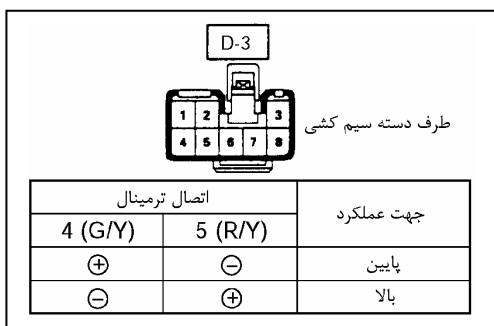 D-3
1 2 3
4 5 6 7 8
طرف دسته سیم کشی
جهت عملکرد
اتصال ترمینال
4 (G/Y) 5 (R/Y)
پایین ⊖ ⊕
بالا ⊕ ⊖